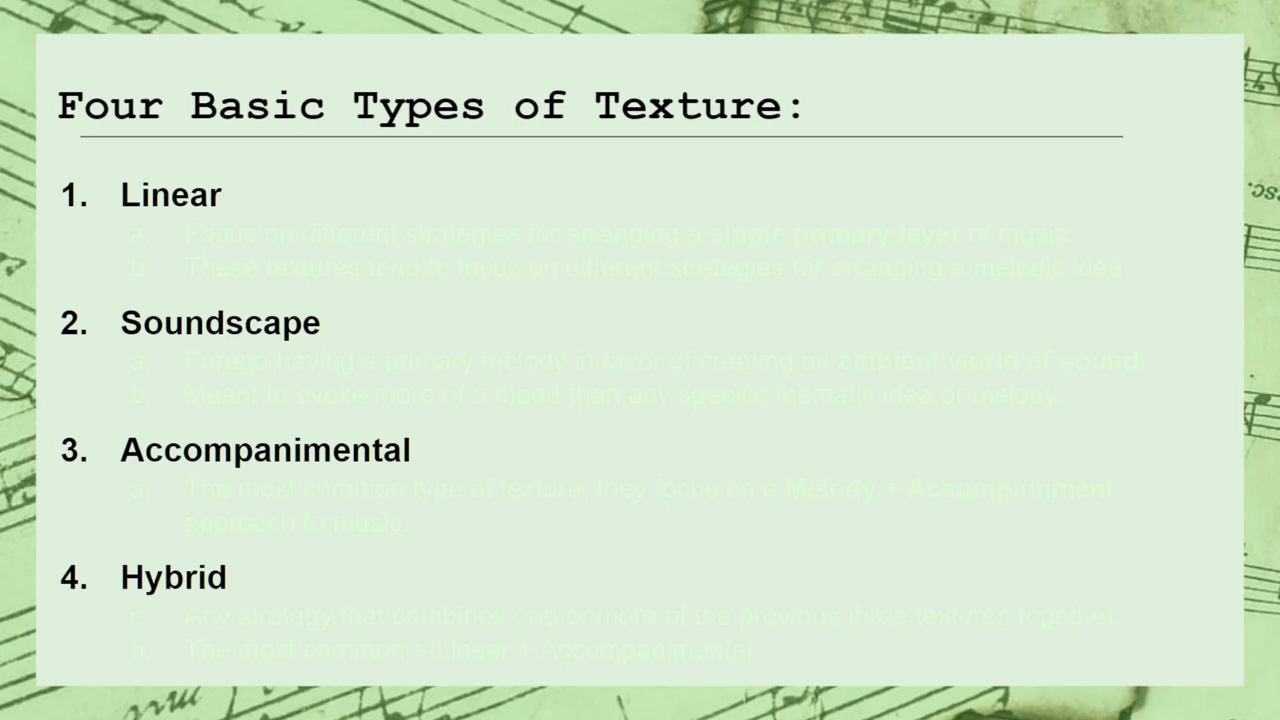 Four Basic Types of Texture:
1. Linear
a. Focus on different strategies for arranging a single primary layer of music.
b. These textures tend to focus on different strategies for arranging a melodic idea
2. Soundscape
a. Forego having a primary melody in favor of creating an ambient world of sound.
b. Meant to evoke more of a mood than any specific thematic idea or melody.
3. Accompanimental
a. The most common type of texture, they focus on a Melody + Accompaniment
approach to music.
4. Hybrid
a. Any strategy that combines one or more of the previous three textures together.
b. The most common = Linear + Accompanimental